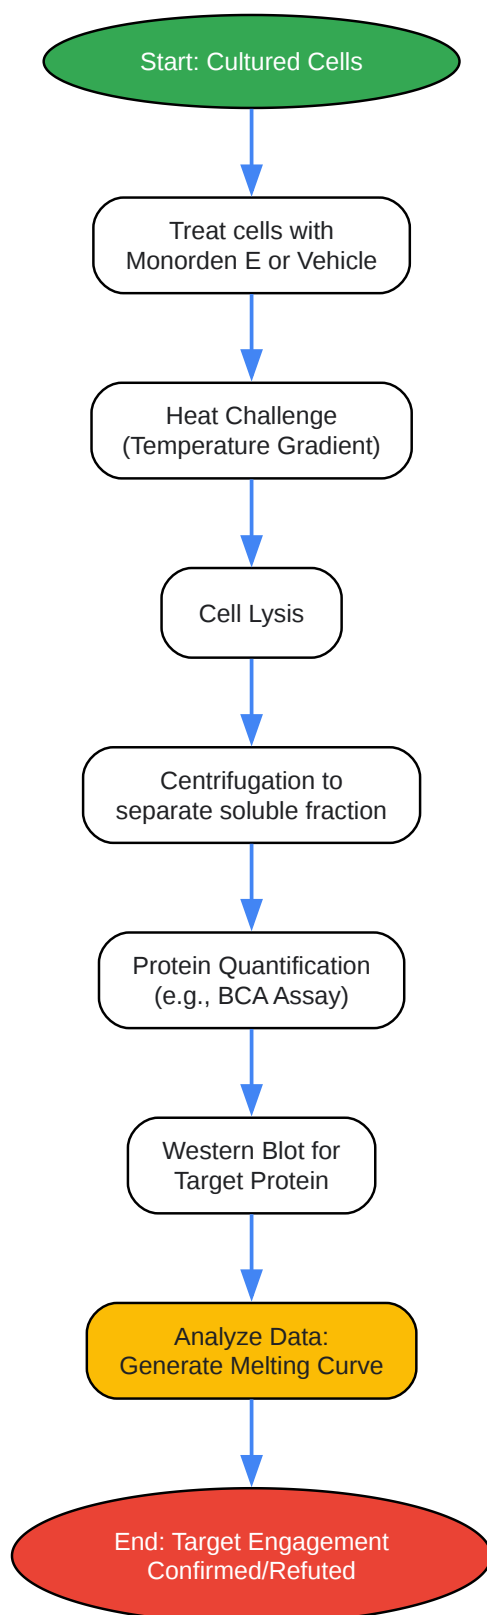 Start: Cultured Cells
Treat cells with
Monorden E or Vehicle
Heat Challenge
(Temperature Gradient)
Cell Lysis
Centrifugation to
separate soluble fraction
Protein Quantification
(e.g., BCA Assay)
Western Blot for
Target Protein
Analyze Data:
Generate Melting Curve
End: Target Engagement
Confirmed/Refuted